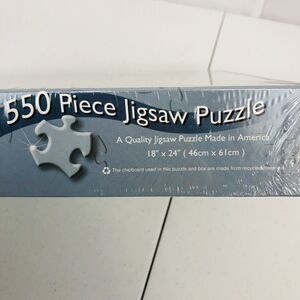 550 Piece Jigsaw Puzzle
A Quality Jigsaw Puzzle Made in America
18" x 24" ( 46cm x 61cm )
The chipboard used in this puzzle and box are made from recycled